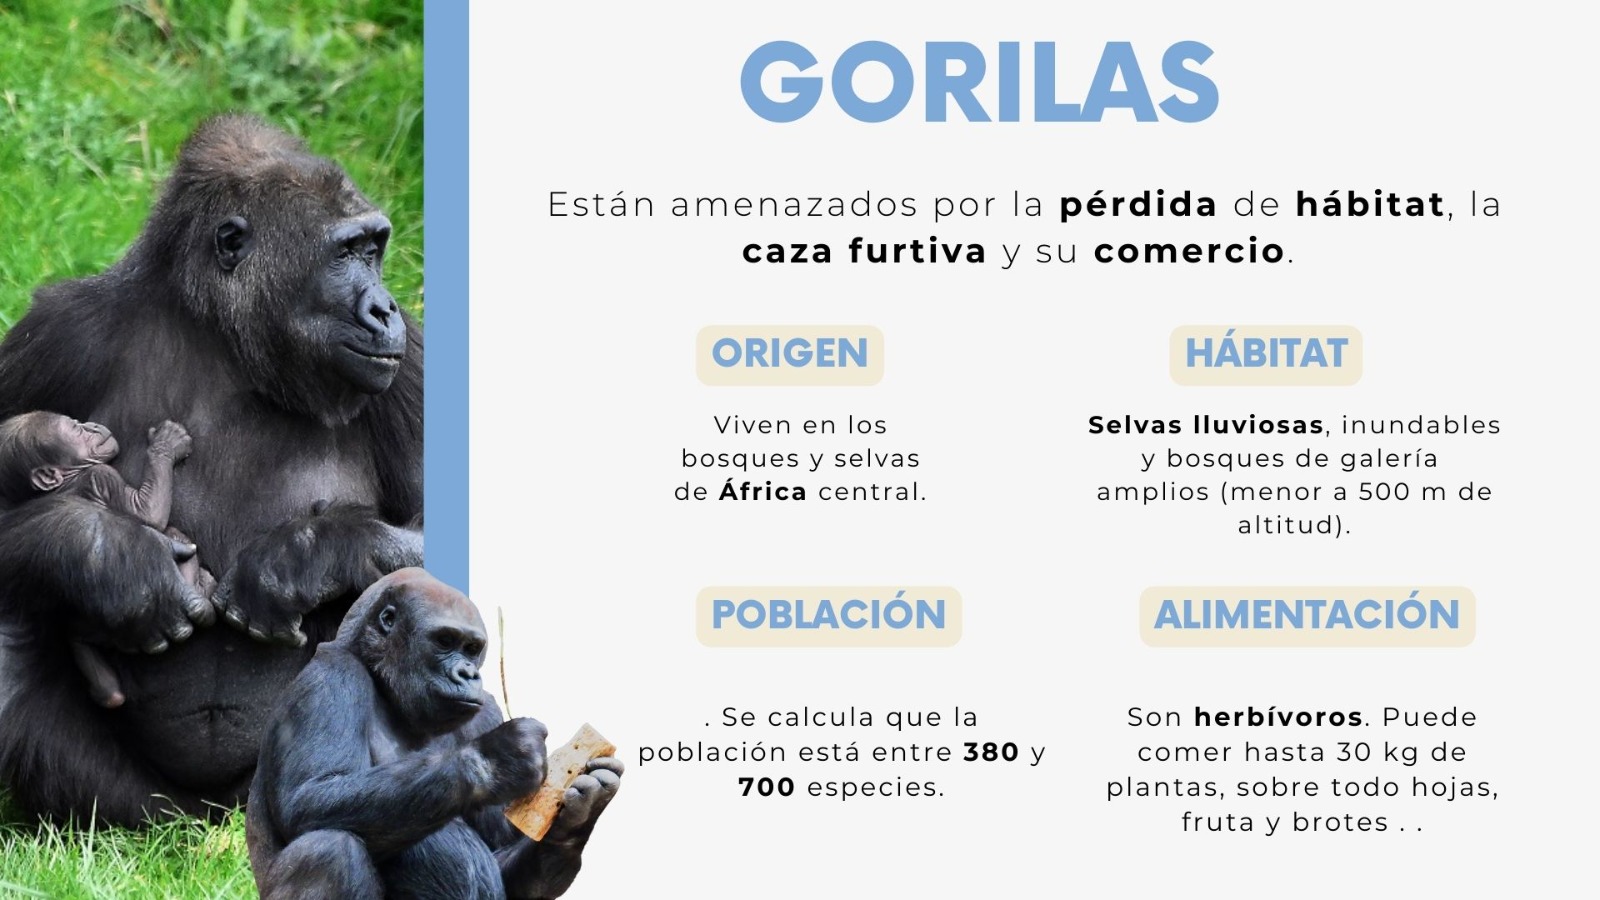 GORILAS
Están amenazados por la pérdida de hábitat, la
caza furtiva y su comercio.
ORIGEN
Viven en los
bosques y selvas
de África central.
HÁBITAT
Selvas lluviosas, inundables
y bosques de galería
amplios (menor a 500 m de
altitud).
POBLACIÓN
. Se calcula que la
población está entre 380 y
700 especies.
ALIMENTACIÓN
Son herbívoros. Puede
comer hasta 30 kg de
plantas, sobre todo hojas,
fruta y brotes . .